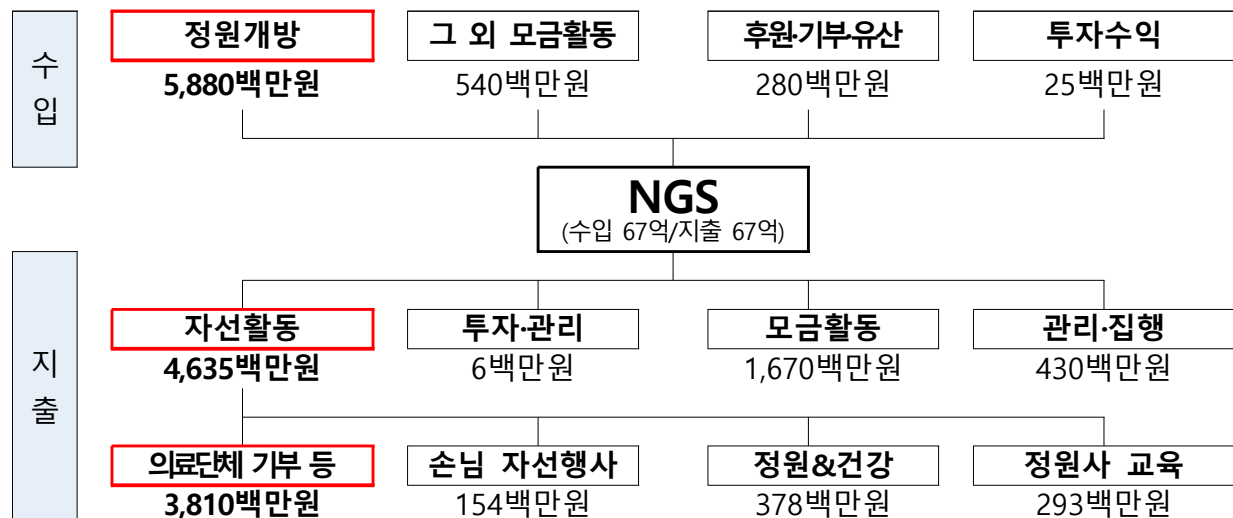 수입
정원개방 그 외 모금활동 후원·기부·유산 투자수익
5,880백만원 540백만원 280백만원 25백만원
NGS
(수입 67억/지출 67억)
지출
자선활동 투자·관리 모금활동 관리·집행
4,635백만원 6백만원 1,670백만원 430백만원
의료단체 기부 등 손님 자선행사 정원&건강 정원사 교육
3,810백만원 154백만원 378백만원 293백만원